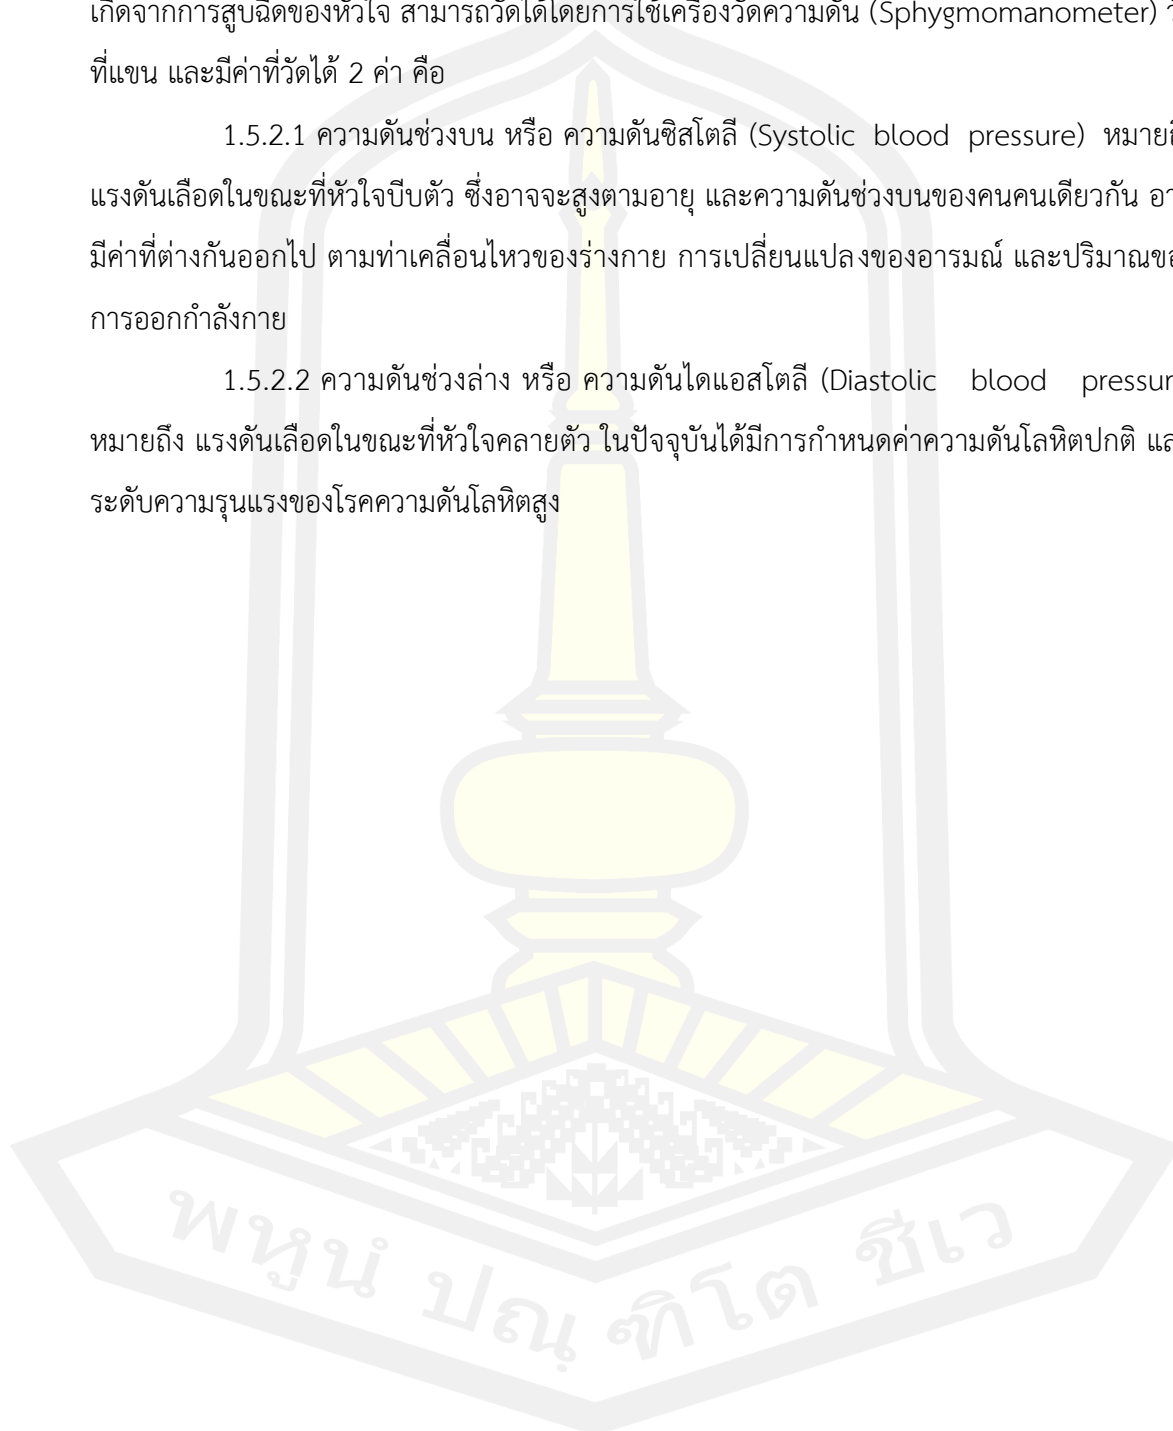 เกิดจากการสูบฉีดของหัวใจ สามารถวัดได้โดยการใช้เครื่องวัดความดัน (Sphygmomanometer)
ที่แขน และมีค่าที่วัดได้ 2 ค่า คือ
1.5.2.1 ความดันช่วงบน หรือ ความดันซิสโตลี (Systolic blood pressure)
แรงดันเลือดในขณะที่หัวใจบีบตัว ซึ่งอาจจะสูงตามอายุ และความดันช่วงบนของคนคนเดียวกัน
มีค่าที่ต่างกันออกไป ตามท่าเคลื่อนไหวของร่างกาย การเปลี่ยนแปลงของอารมณ์ และปริมาณ
การออกกำลังกาย
1.5.2.2 ความดันช่วงล่าง หรือ ความดันไดแอสโตลี (Diastolic blood
หมายถึง แรงดันเลือดในขณะที่หัวใจคลายตัว ในปัจจุบันได้มีการกำหนดค่าความดันโลหิตปกติ
ระดับความรุนแรงของโรคความดันโลหิตสูง
พหูนํ ปณฺฑิโต ชีเว